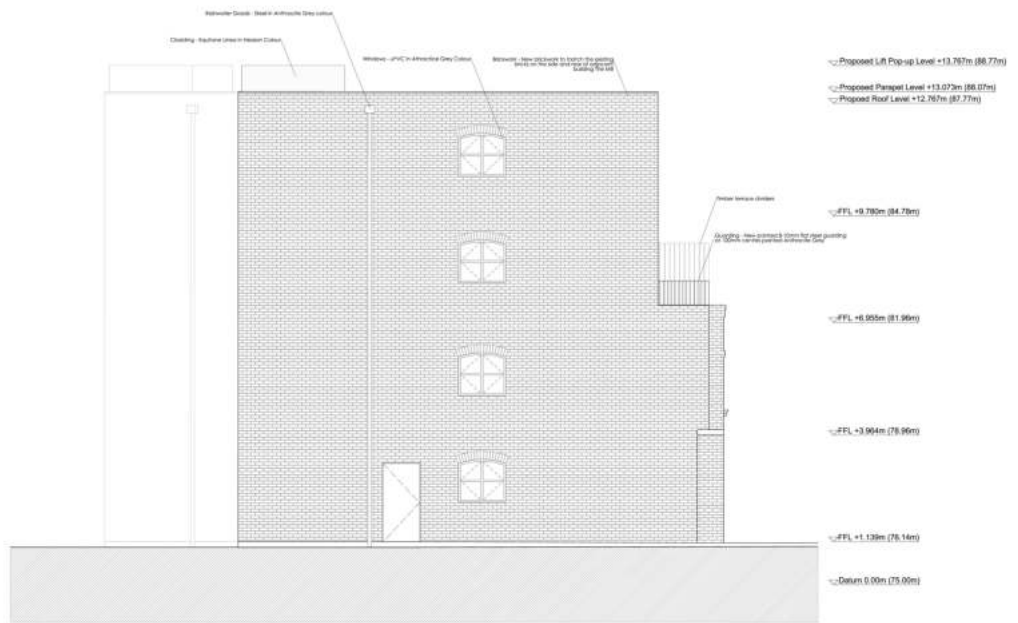 Rainwater Goods - Steel in Anthracite Grey colour
Cladding - Equitone Linea in Colour
Windows - uPVC in Grey Colour
Brickwork - New brickwork to match the existing
bricks on the side and rear of adjacent
building
Proposed Lift Pop-up Level +13.767m (88.77m)
Proposed Parapet Level +13.073m (88.07m)
Proposed Roof Level +12.767m (87.77m)
Timber terrace dividers
FFL +9.780m (84.78m)
Guarding - New painted flat steel guarding
at 100mm centres painted Anthracite Grey
FFL +6.955m (81.96m)
FFL +3.964m (78.96m)
FFL +1.139m (76.14m)
Datum 0.00m (75.00m)